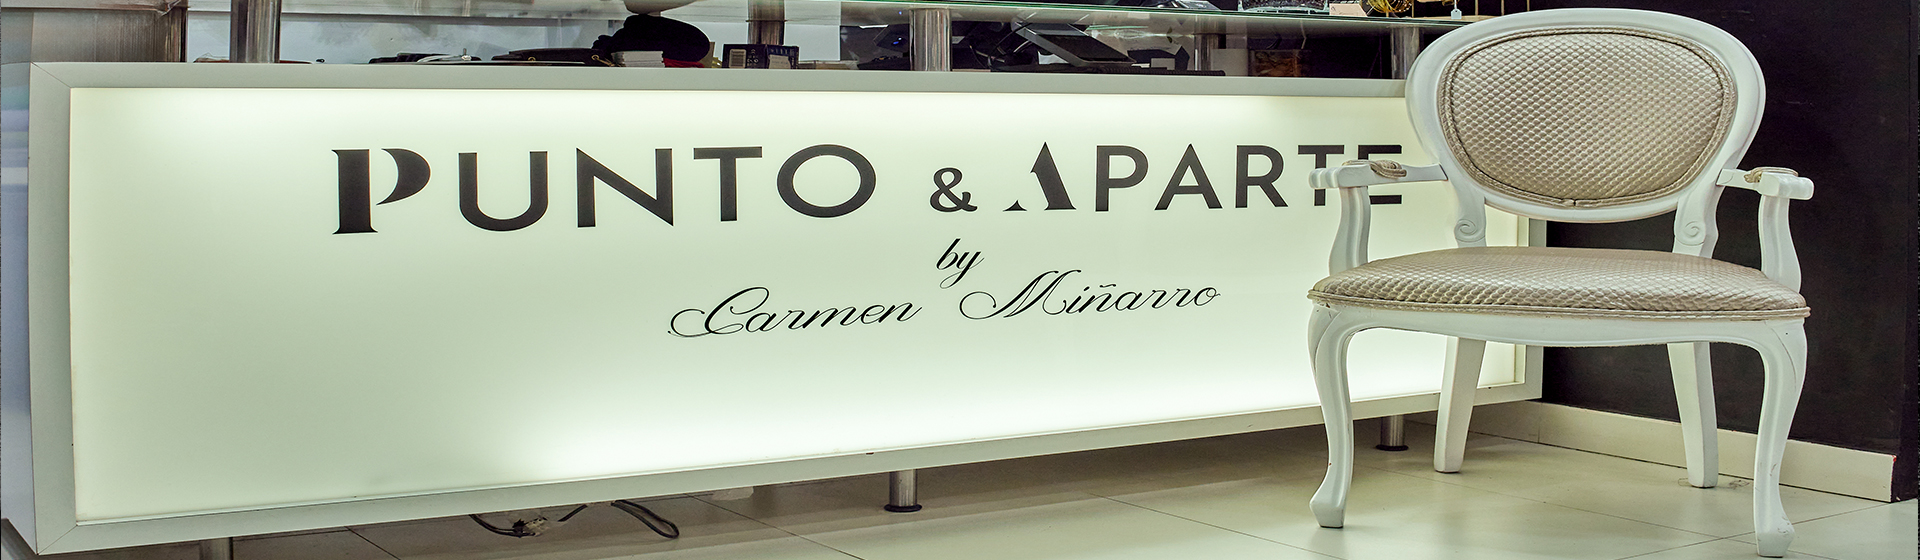 PUNTO & APARTE
by
Carmen Miñarro